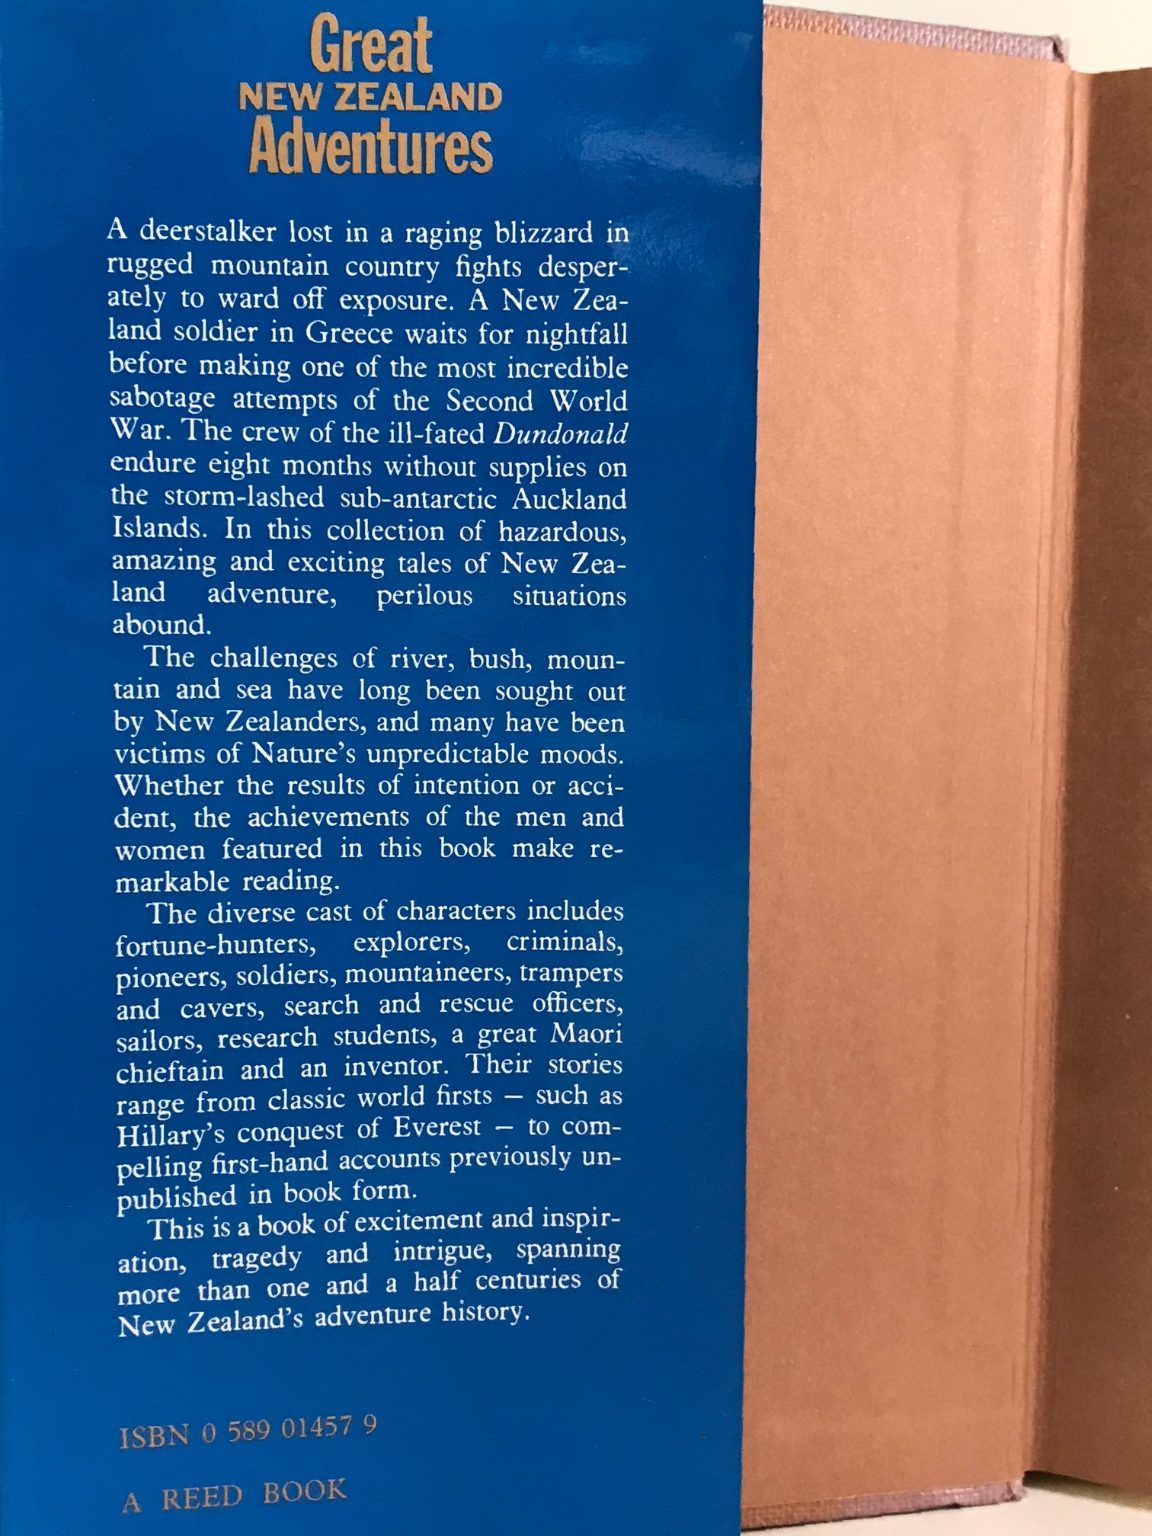 Great
NEW ZEALAND
Adventures
A deerstalker lost in a raging blizzard in
rugged mountain country fights desper-
ately to ward off exposure. A New Zea-
land soldier in Greece waits for nightfall
before making one of the most incredible
sabotage attempts of the Second World
War. The crew of the ill-fated Dundonald
endure eight months without supplies on
the storm-lashed sub-antarctic Auckland
Islands. In this collection of hazardous,
amazing and exciting tales of New Zea-
land adventure, perilous situations
abound.
The challenges of river, bush, moun-
tain and sea have long been sought out
by New Zealanders, and many have been
victims of Nature's unpredictable moods.
Whether the results of intention or acci-
dent, the achievements of the men and
women featured in this book make re-
markable reading.
The diverse cast of characters includes
fortune-hunters, explorers, criminals,
pioneers, soldiers, mountaineers, trampers
and cavers, search and rescue officers,
sailors, research students, a great Maori
chieftain and an inventor. Their stories
range from classic world firsts — such as
Hillary's conquest of Everest — to com-
pelling first-hand accounts previously un-
published in book form.
This is a book of excitement and inspir-
ation, tragedy and intrigue, spanning
more than one and a half centuries of
New Zealand's adventure history.
ISBN 0 589 01457 9
A REED BOOK